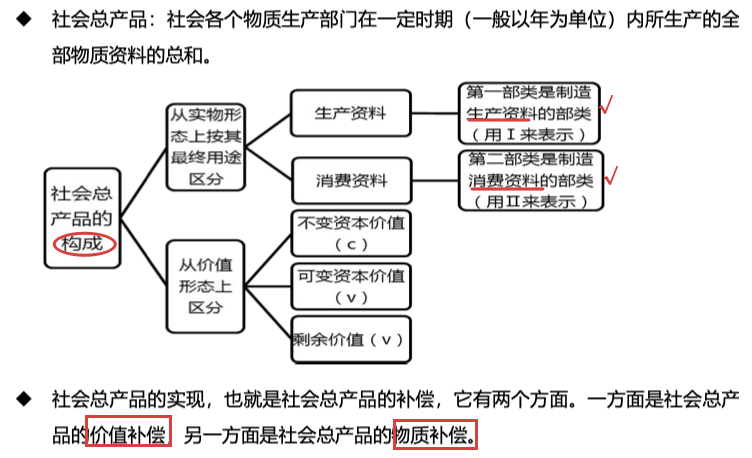 ◆ 社会总产品：社会各个物质生产部门在一定时期（一般以年为单位）内所生产的全
部物质资料的总和。
社会总
产品的
构成
从实物形
态上按其
最终用途
区分
生产资料
第一部类是制造
生产资料的部类
（用Ⅰ来表示）
消费资料
第二部类是制造
消费资料的部类
（用Ⅱ来表示）
从价值
形态上
区分
不变资本价值
（c）
可变资本价值
（v）
剩余价值（v）
◆ 社会总产品的实现，也就是社会总产品的补偿，它有两个方面。一方面是社会总产
品的价值补偿 另一方面是社会总产品的物质补偿。